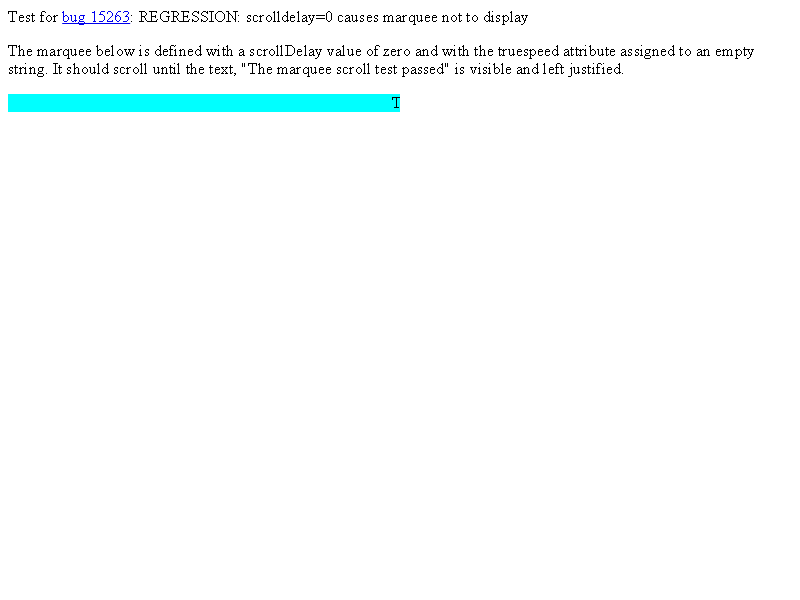 Test for bug 15263: REGRESSION: scrolldelay=0 causes marquee not to display
The marquee below is defined with a scrollDelay value of zero and with the truespeed attribute assigned to an empty
string. It should scroll until the text, "The marquee scroll test passed" is visible and left justified.
T